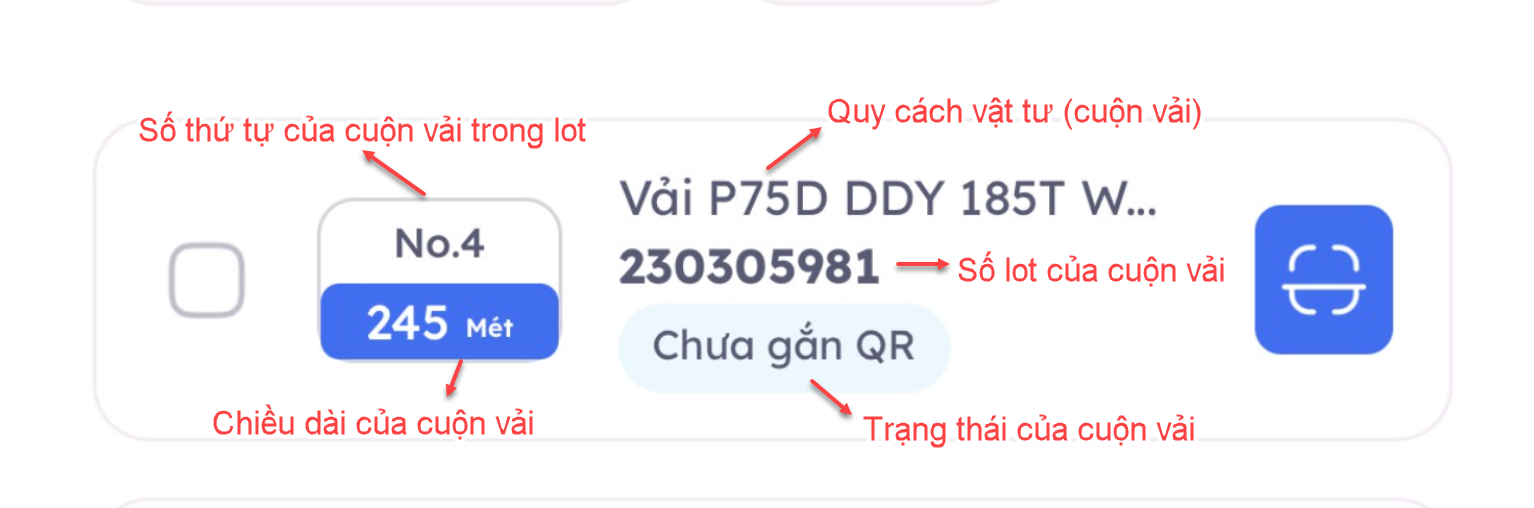 Quy cách vật tư (cuộn vải)
Số thứ tự của cuộn vải trong lot
Vải P75D DDY 185T W...
No.4
230305981
Số lot của cuộn vải
245 Mét
Chưa gắn QR
Chiều dài của cuộn vải
Trạng thái của cuộn vải